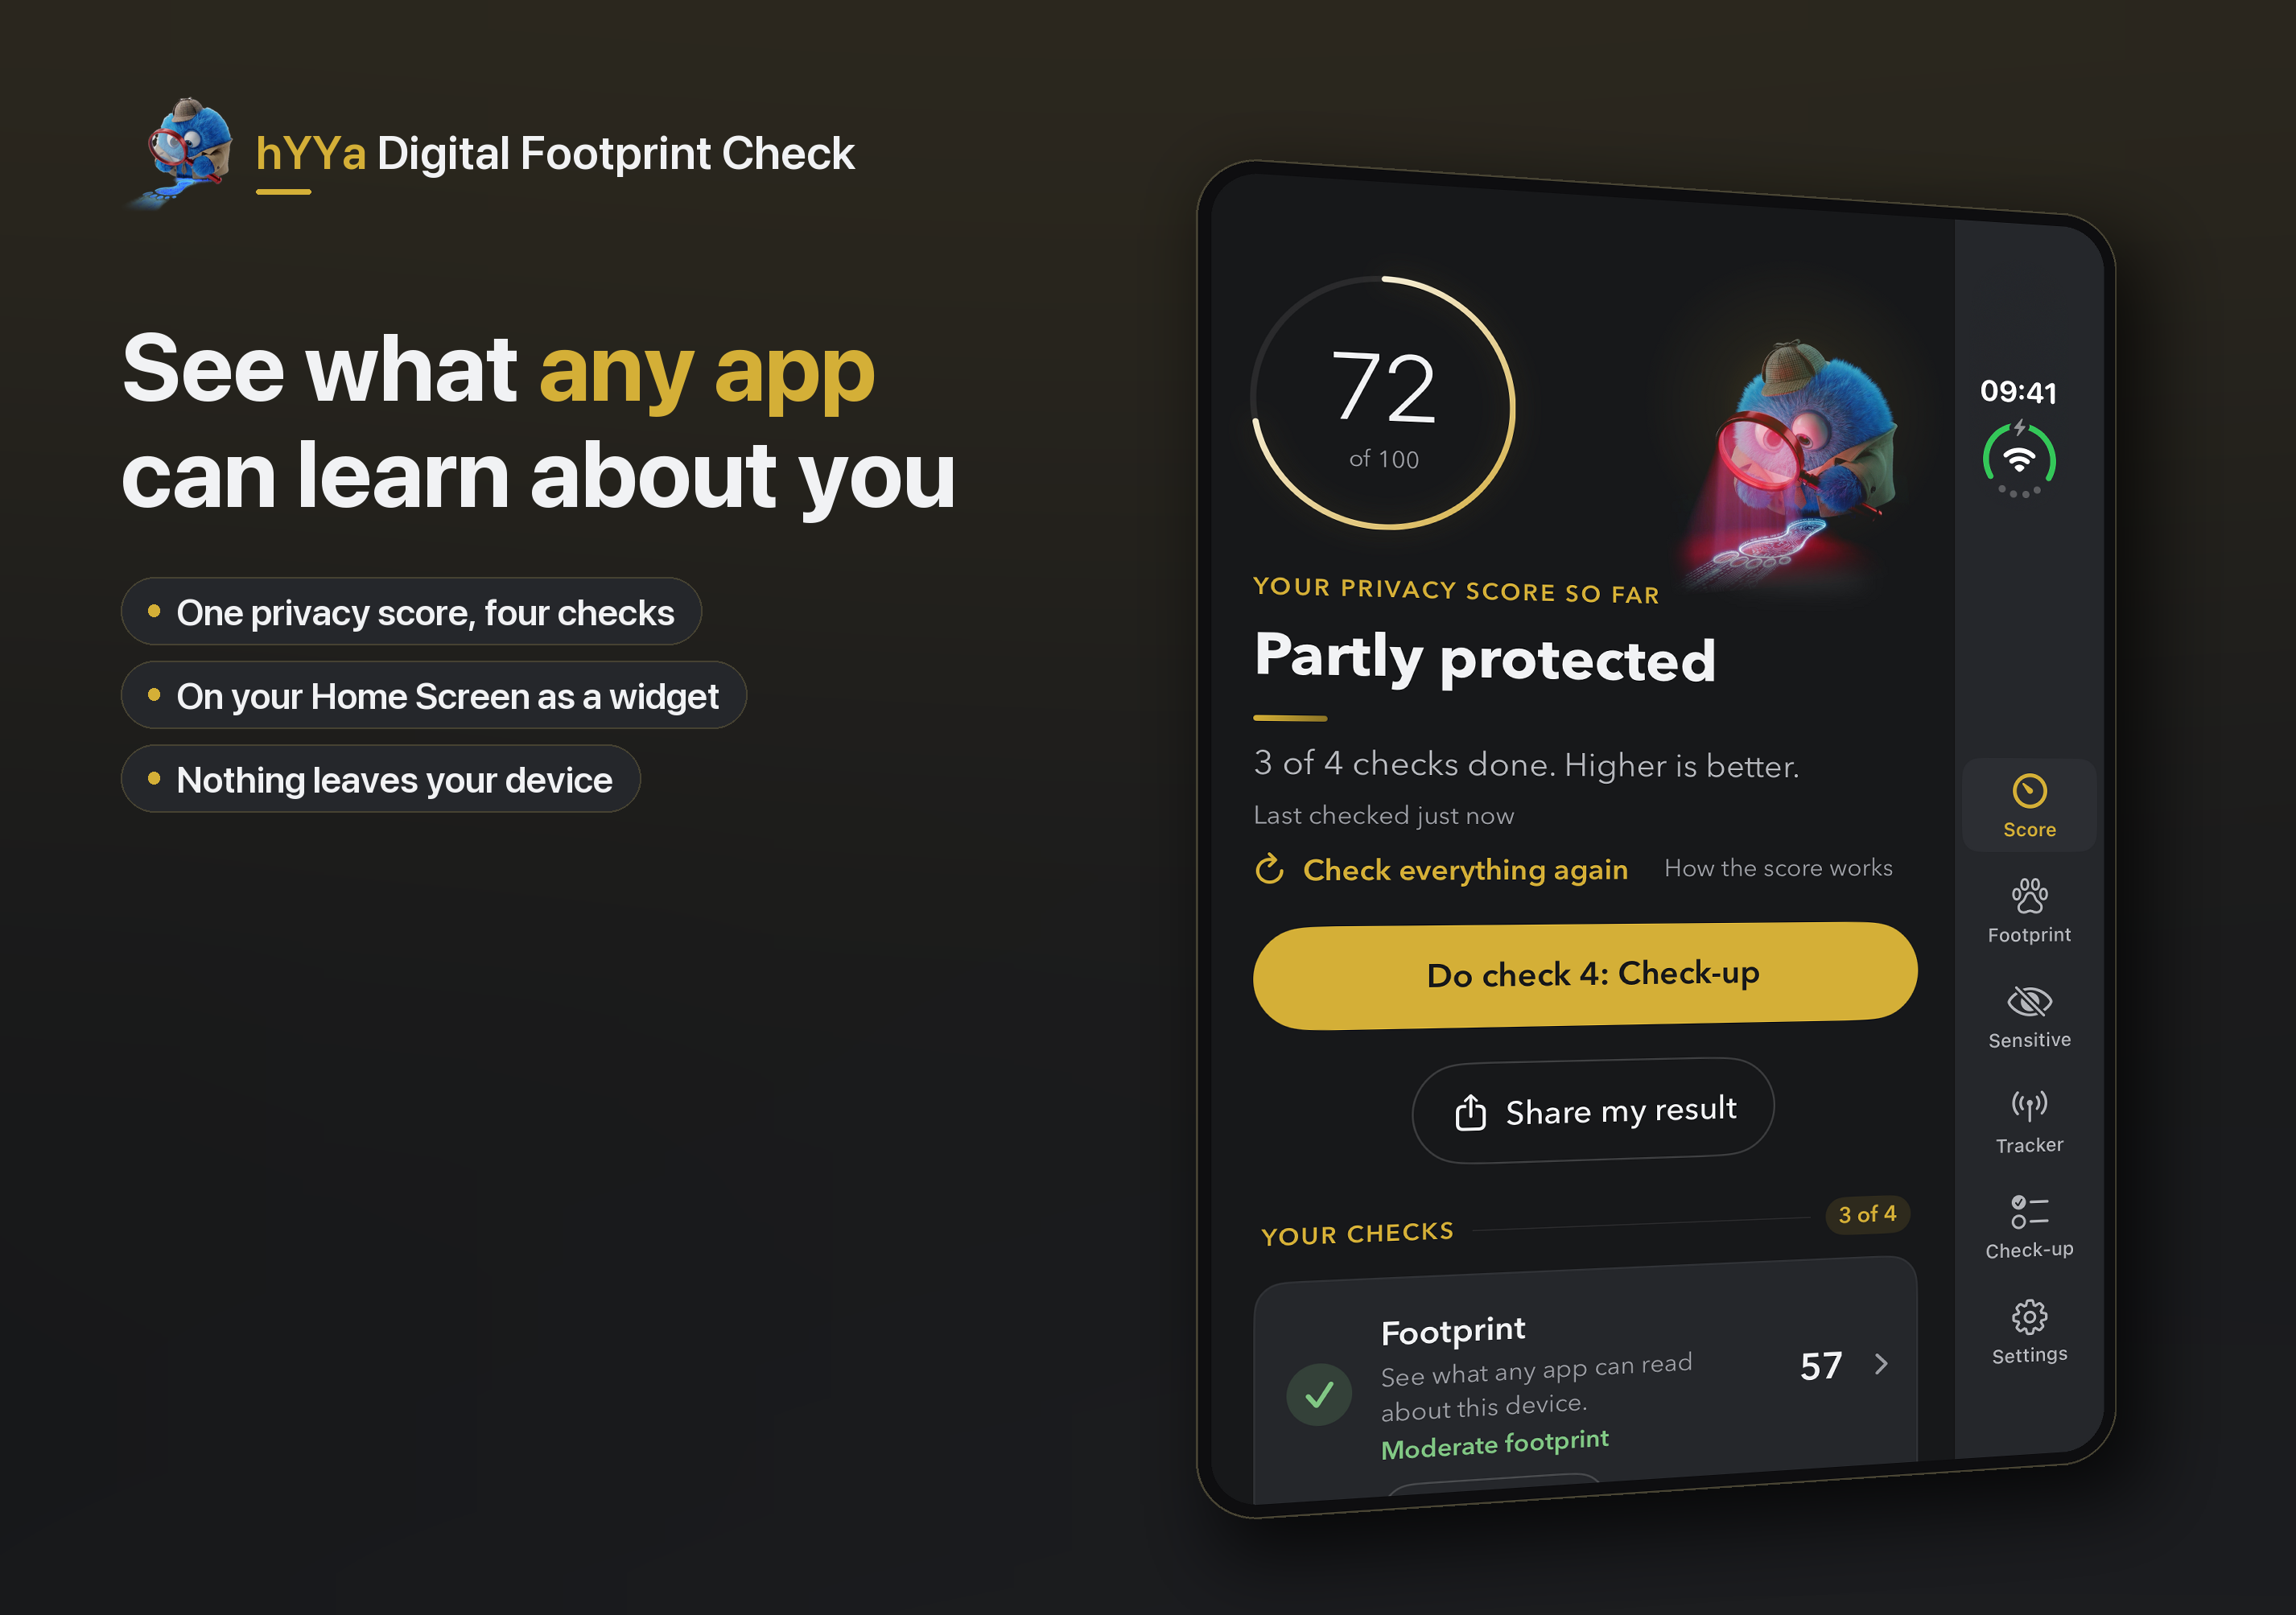 hYYa Digital Footprint Check
See what any app
can learn about you
One privacy score, four checks
On your Home Screen as a widget
Nothing leaves your device
72
of 100
YOUR PRIVACY SCORE SO FAR
Partly protected
3 of 4 checks done. Higher is better.
Last checked just now
Check everything again
How the score works
Do check 4: Check-up
Share my result
YOUR CHECKS
3 of 4
Footprint
See what any app can read
about this device.
Moderate footprint
57
09:41
Score
Footprint
Sensitive
Tracker
Check-up
Settings